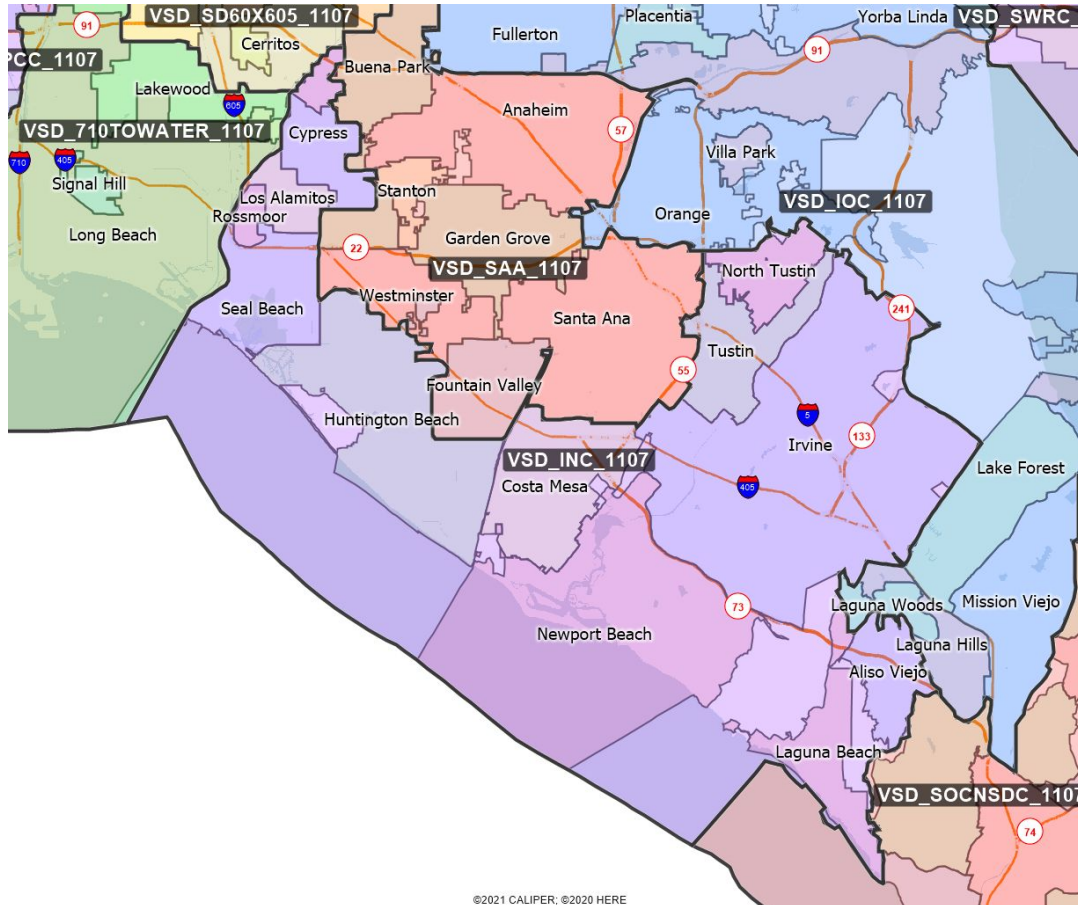 VSD_SD60X605_1107
Placentia
Yorba Linda
VSD_SWRC_
91
Fullerton
Cerritos
91
PCC_1107
Buena Park
Lakewood
605
Anaheim
VSD_710TOWATER_1107
Cypress
57
710
405
Villa Park
Signal Hill
Stanton
Los Alamitos
VSD_IOC_1107
Rossmoor
Orange
Long Beach
22
Garden Grove
VSD_SAA_1107
North Tustin
Westminster
Seal Beach
Santa Ana
241
Tustin
55
Fountain Valley
5
Huntington Beach
133
Irvine
VSD_INC_1107
Lake Forest
Costa Mesa
405
73
Laguna Woods
Mission Viejo
Newport Beach
Laguna Hills
Aliso Viejo
Laguna Beach
VSD_SOCNSDC_1107
74
©2021 CALIPER; ©2020 HERE